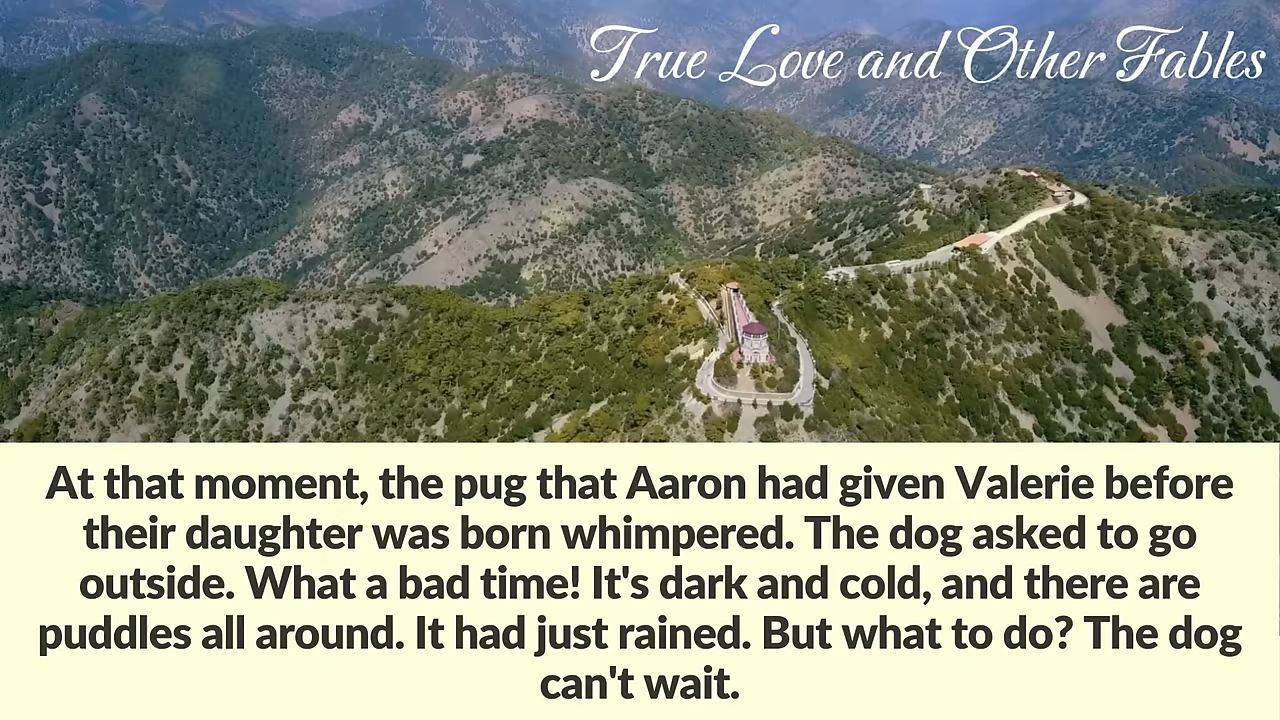 True Love and Other Fables
At that moment, the pug that Aaron had given Valerie before
their daughter was born whimpered. The dog asked to go
outside. What a bad time! It's dark and cold, and there are
puddles all around. It had just rained. But what to do? The dog
can't wait.